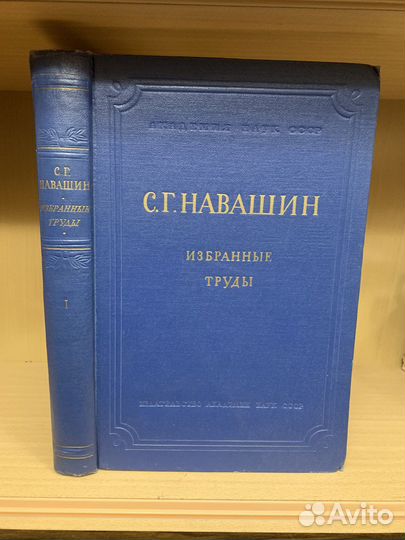 С. Г.
НАВАШИН
ИЗБРАННЫЕ
ТРУДЫ
I
АКАДЕМИЯ НАУК СССР
С. Г. НАВАШИН
ИЗБРАННЫЕ
ТРУДЫ
ИЗДАТЕЛЬСТВО АКАДЕМИИ НАУК СССР
Avito